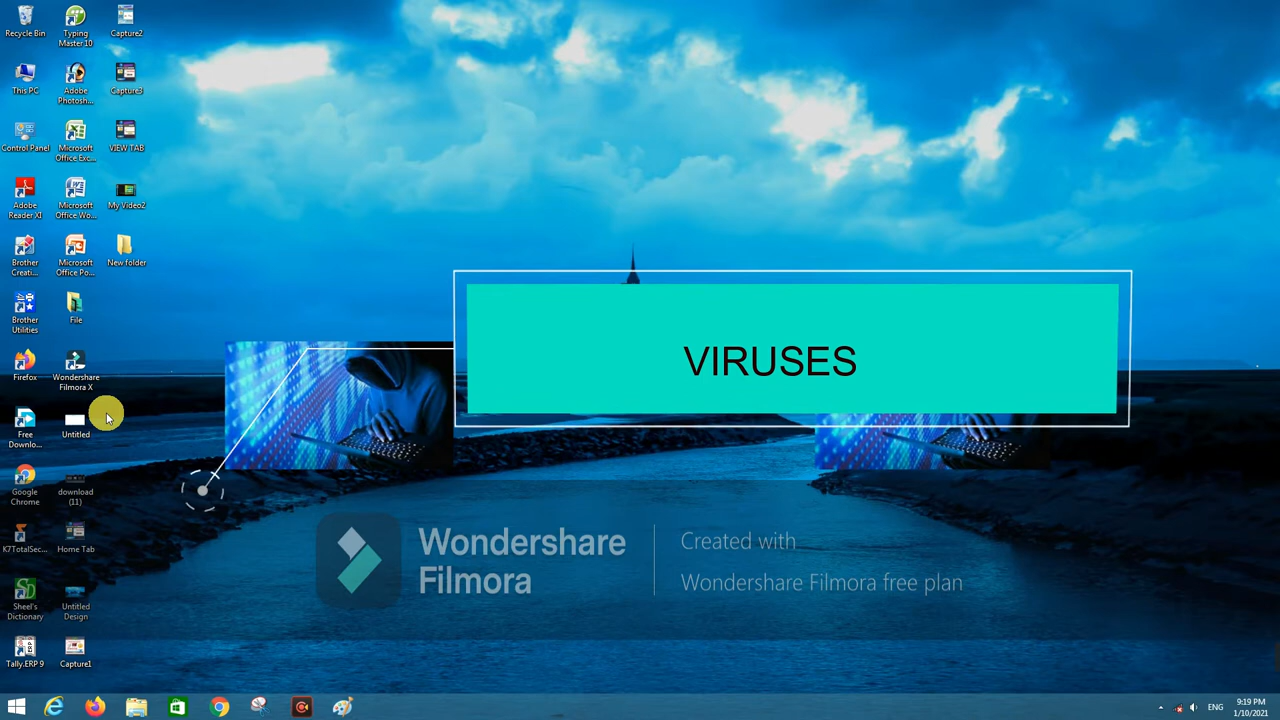 Recycle Bin
Typing
Master 10
Capture2
This PC
Adobe
Photosh...
Capture3
Control Panel
Microsoft
Office Exc...
VIEW TAB
Adobe
Reader XI
Microsoft
Office Wo...
My Video2
Brother
Creati...
Microsoft
Office Po...
New folder
Brother
Utilities
File
Firefox
Wondershare
Filmora X
Free
Downlo...
Untitled
Google
Chrome
download
(11)
K7TotalSec...
Home Tab
Sheel's
Dictionary
Untitled
Design
Tally.ERP 9
Capture1
VIRUSES
Wondershare
Filmora
Created with
Wondershare Filmora free plan
ENG
9:19 PM
1/10/2021